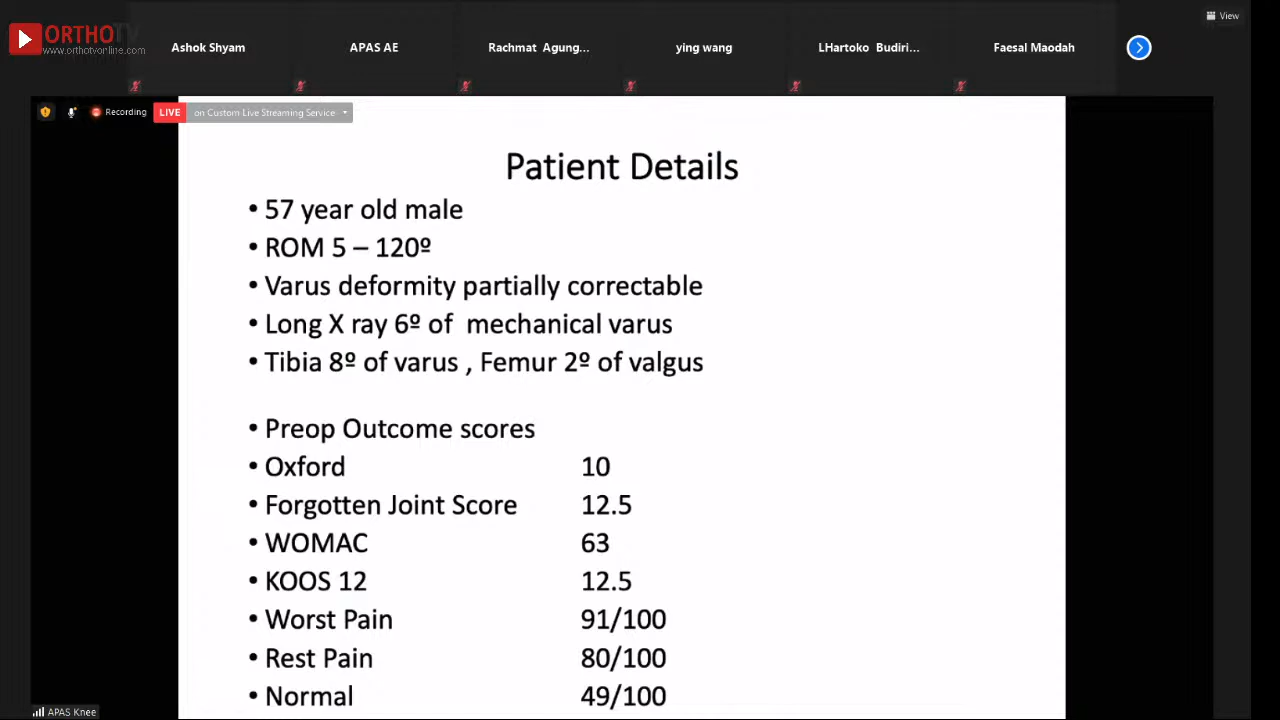 ORTHOTV
www.orthotvonline.com
Ashok Shyam
APAS AE
Rachmat Agung...
ying wang
LHartoko Budiri...
Faesal Maodah
View
Recording
LIVE
on Custom Live Streaming Service
Patient Details
• 57 year old male
• ROM 5 – 120º
• Varus deformity partially correctable
• Long X ray 6º of mechanical varus
• Tibia 8º of varus , Femur 2º of valgus
• Preop Outcome scores
• Oxford 10
• Forgotten Joint Score 12.5
• WOMAC 63
• KOOS 12 12.5
• Worst Pain 91/100
• Rest Pain 80/100
• Normal 49/100
APAS Knee